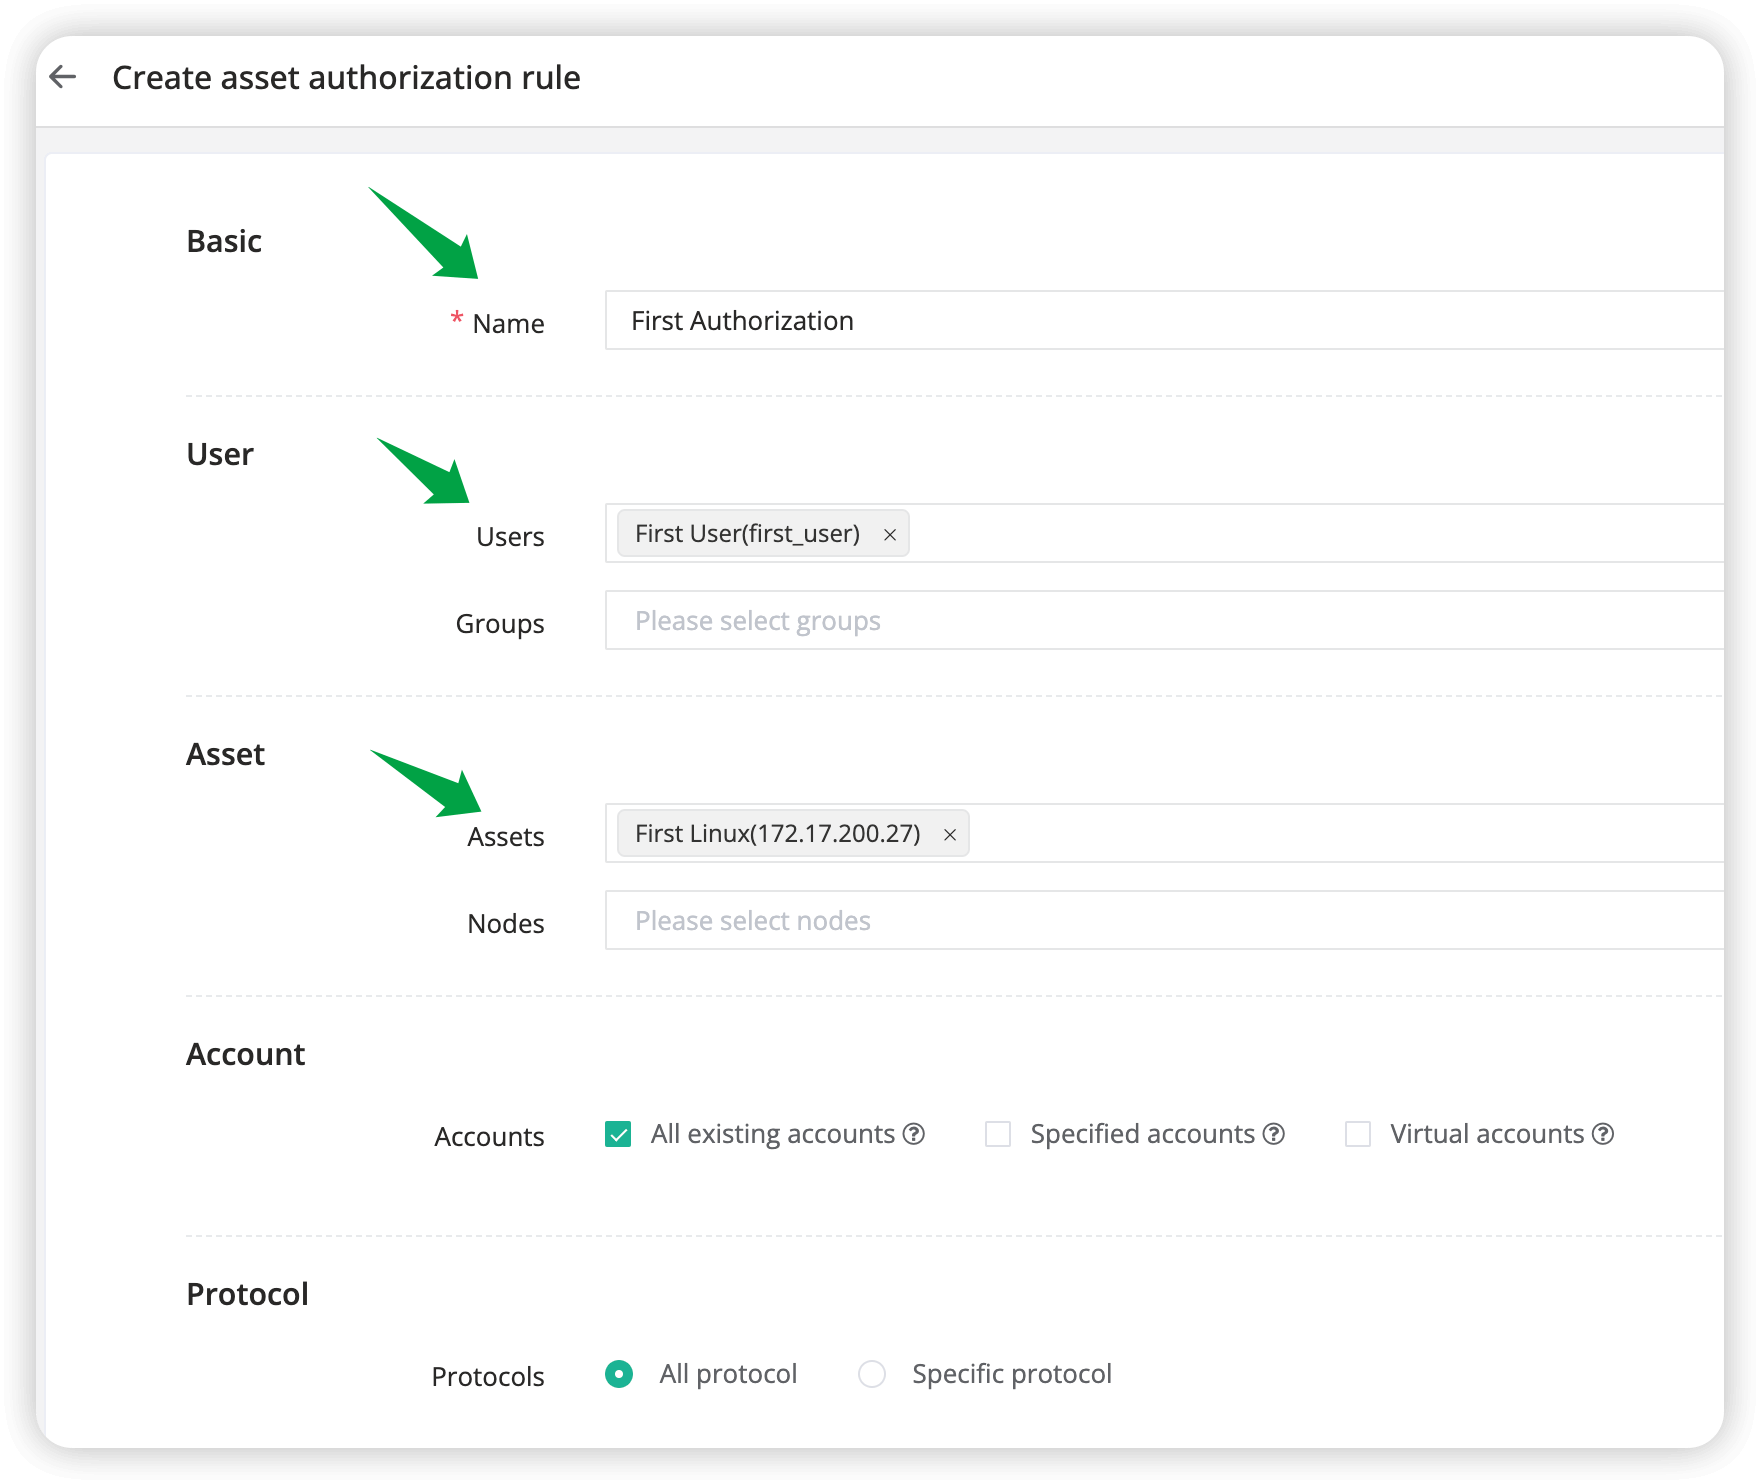 Create asset authorization rule
Basic
* Name First Authorization
User
Users First User(first_user) ×
Groups Please select groups
Asset
Assets First Linux(172.17.200.27) ×
Nodes Please select nodes
Account
Accounts All existing accounts ? Specified accounts ? Virtual accounts ?
Protocol
Protocols All protocol Specific protocol